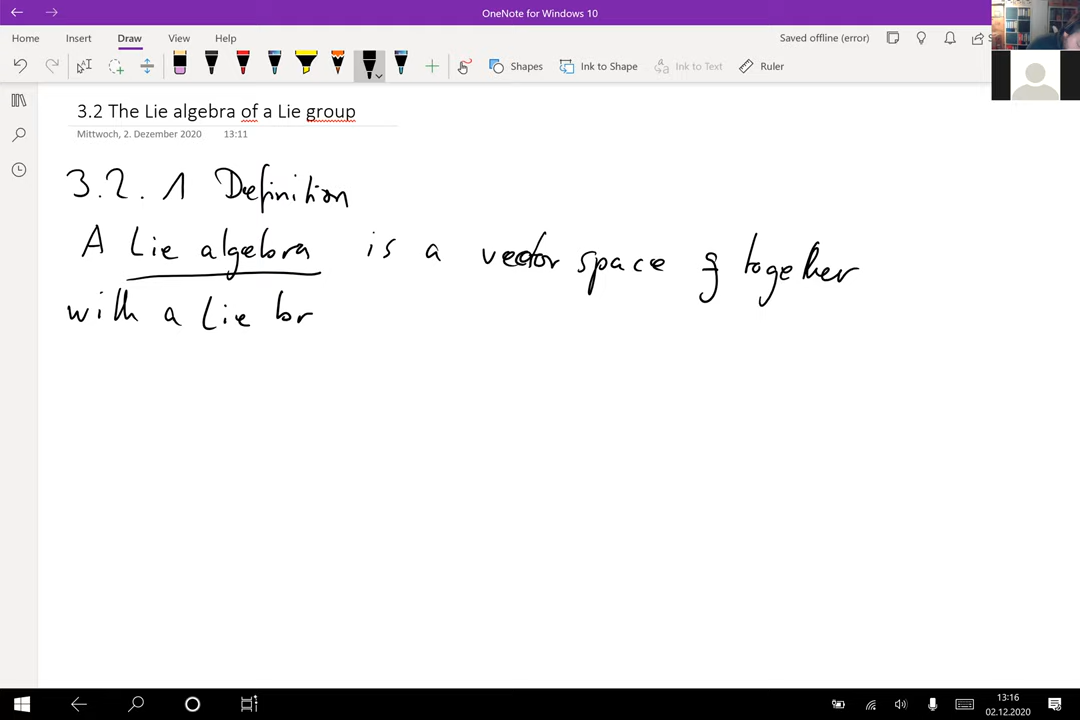 OneNote for Windows 10
Home Insert Draw View Help Saved offline (error)
Shapes Ink to Shape Ink to Text Ruler
3.2 The Lie algebra of a Lie group
Mittwoch, 2. Dezember 2020 13:11
3.2.1 Definition
A Lie algebra is a vector space g together
with a Lie br
13:16
02.12.2020